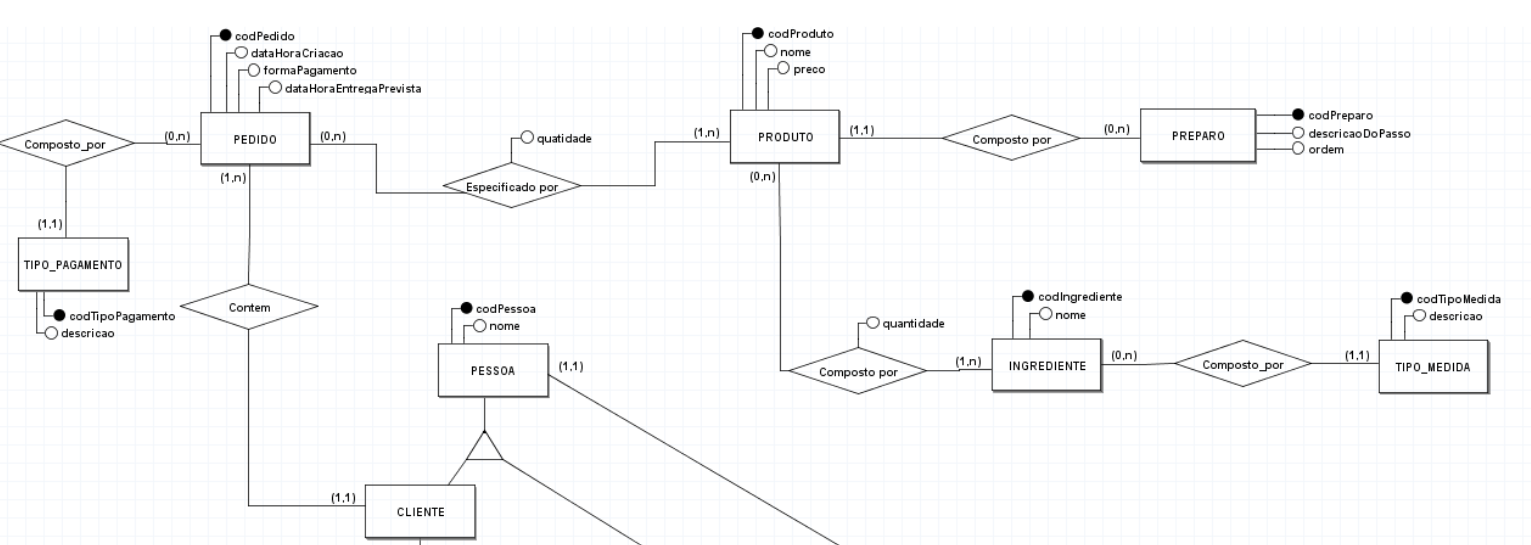 codPedido
dataHoraCriacao
formaPagamento
dataHoraEntregaPrevista
codProduto
nome
preco
Composto_por
(0,n)
PEDIDO
(0,n)
quatidade
Especificado por
(1,n)
PRODUTO
(1,1)
Composto por
(0,n)
PREPARO
codPreparo
descricaoDoPasso
ordem
(1,n)
(0,n)
(1,1)
TIPO_PAGAMENTO
codTipoPagamento
descricao
Contem
codPessoa
nome
PESSOA
(1,1)
quantidade
Composto por
(1,n)
codIngrediente
nome
INGREDIENTE
(0,n)
Composto_por
(1,1)
codTipoMedida
descricao
TIPO_MEDIDA
(1,1)
CLIENTE